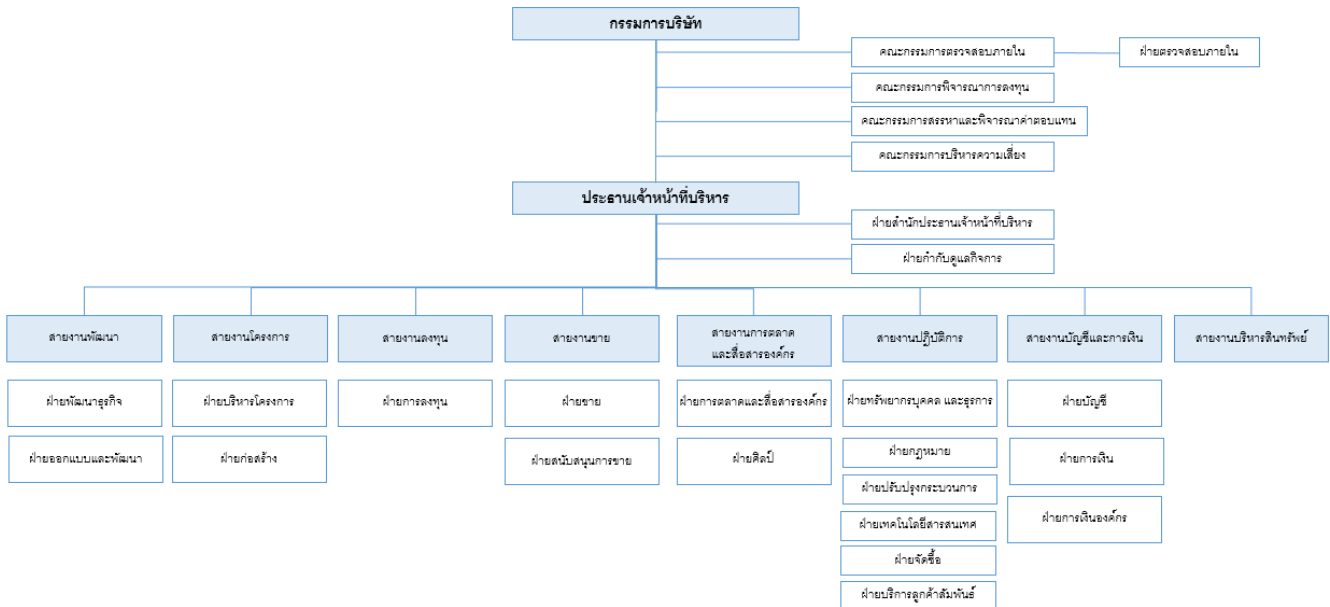 กรรมการบริษัท
คณะกรรมการตรวจสอบภายใน
ฝ่ายตรวจสอบภายใน
คณะกรรมการพิจารณาการลงทุน
คณะกรรมการสรรหาและพิจารณาค่าตอบแทน
คณะกรรมการบริหารความเสี่ยง
ประธานเจ้าหน้าที่บริหาร
ฝ่ายสำนักประธานเจ้าหน้าที่บริหาร
ฝ่ายกำกับดูแลกิจการ
สายงานพัฒนา
สายงานโครงการ
สายงานลงทุน
สายงานขาย
สายงานการตลาด
และสื่อสารองค์กร
สายงานปฏิบัติการ
สายงานบัญชีและการเงิน
สายงานบริหารสินทรัพย์
ฝ่ายพัฒนาธุรกิจ
ฝ่ายบริหารโครงการ
ฝ่ายการลงทุน
ฝ่ายขาย
ฝ่ายการตลาดและสื่อสารองค์กร
ฝ่ายทรัพยากรบุคคล และธุรการ
ฝ่ายบัญชี
ฝ่ายออกแบบและพัฒนา
ฝ่ายก่อสร้าง
ฝ่ายสนับสนุนการขาย
ฝ่ายศิลป์
ฝ่ายกฎหมาย
ฝ่ายการเงิน
ฝ่ายปรับปรุงกระบวนการ
ฝ่ายการเงินองค์กร
ฝ่ายเทคโนโลยีสารสนเทศ
ฝ่ายจัดซื้อ
ฝ่ายบริการลูกค้าสัมพันธ์